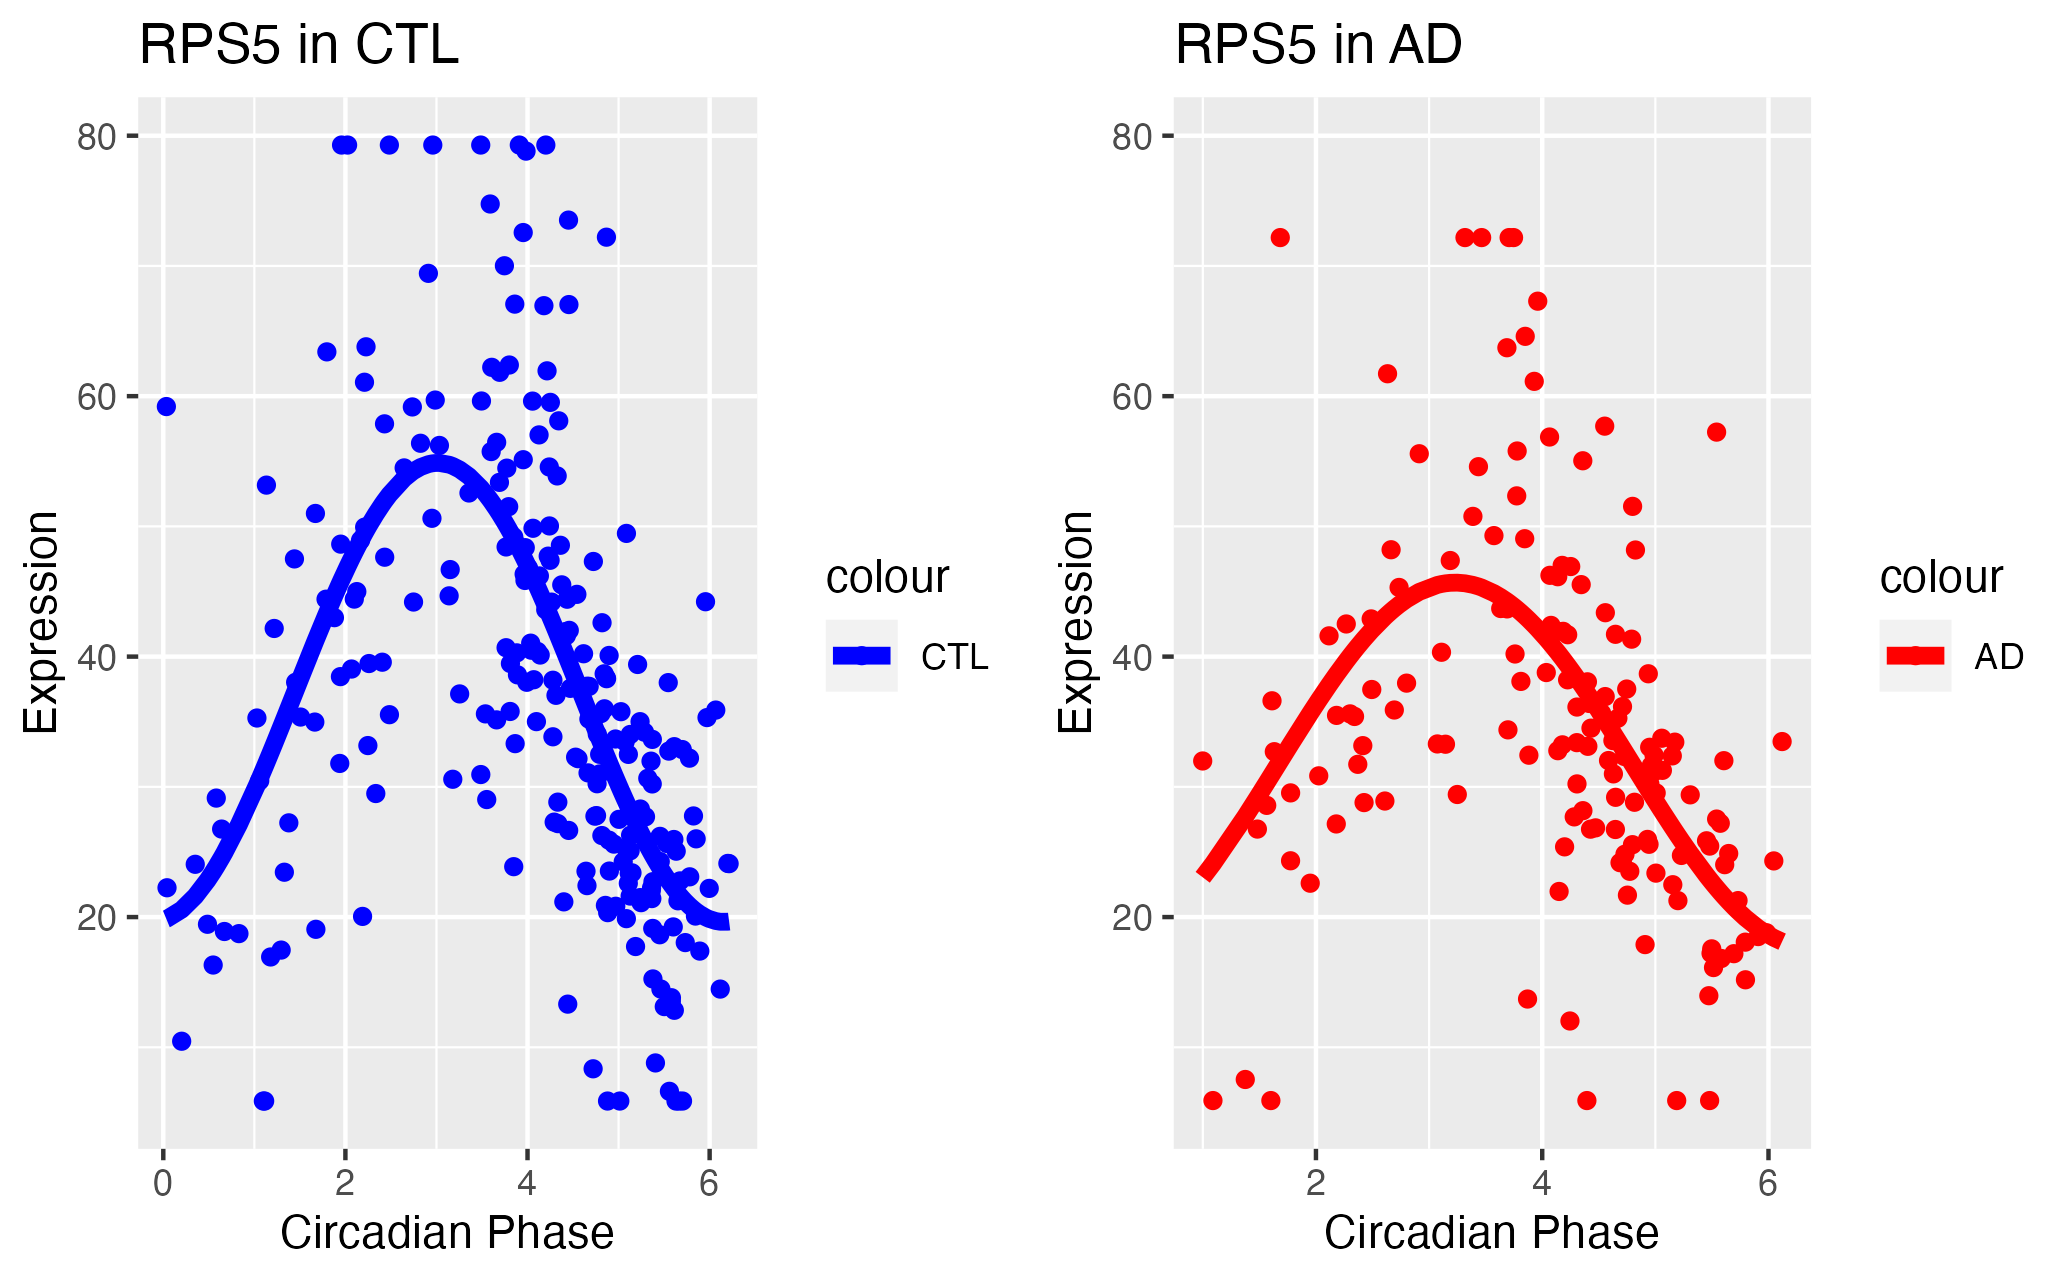 RPS5 in CTL
80
60
40
20
0 2 4 6
Expression
Circadian Phase
colour
CTL
RPS5 in AD
80
60
40
20
2 4 6
Expression
Circadian Phase
colour
AD